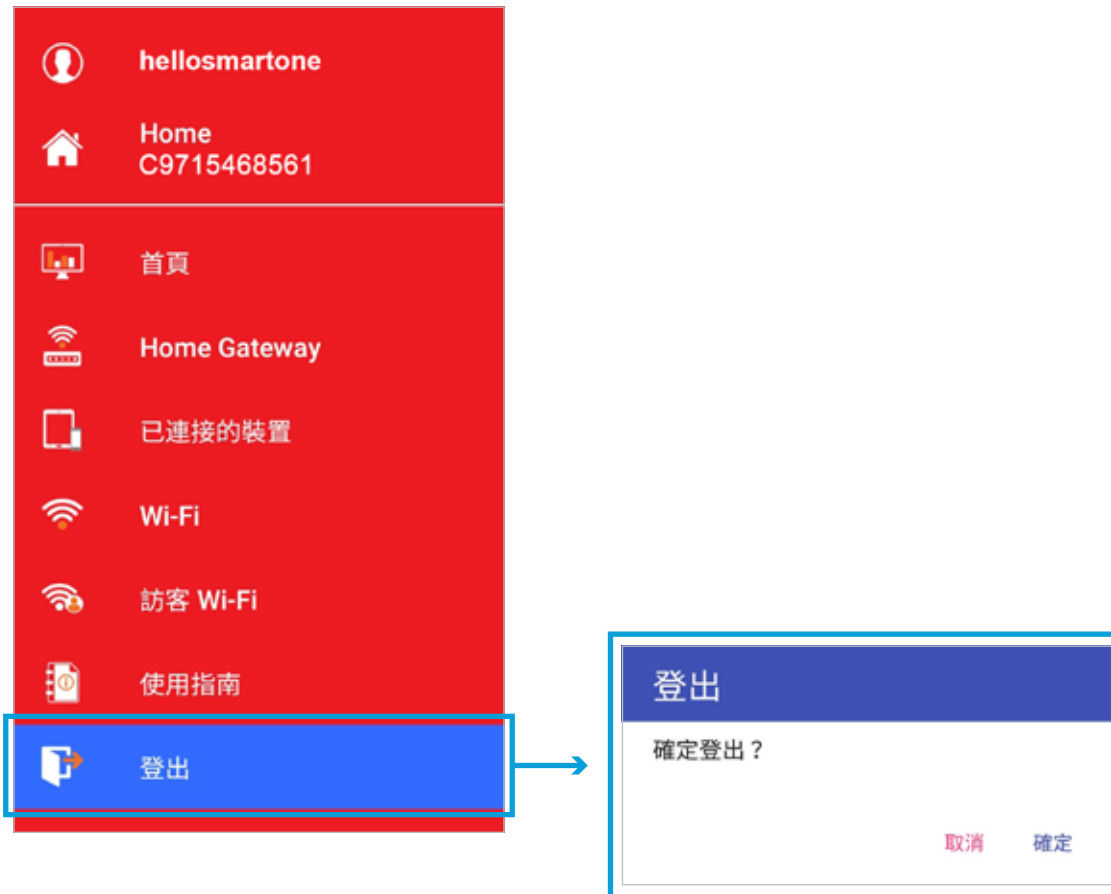 hellosmartone
Home
C9715468561
首頁
Home Gateway
已連接的裝置
Wi-Fi
訪客 Wi-Fi
使用指南
登出
登出
確定登出？
取消 確定